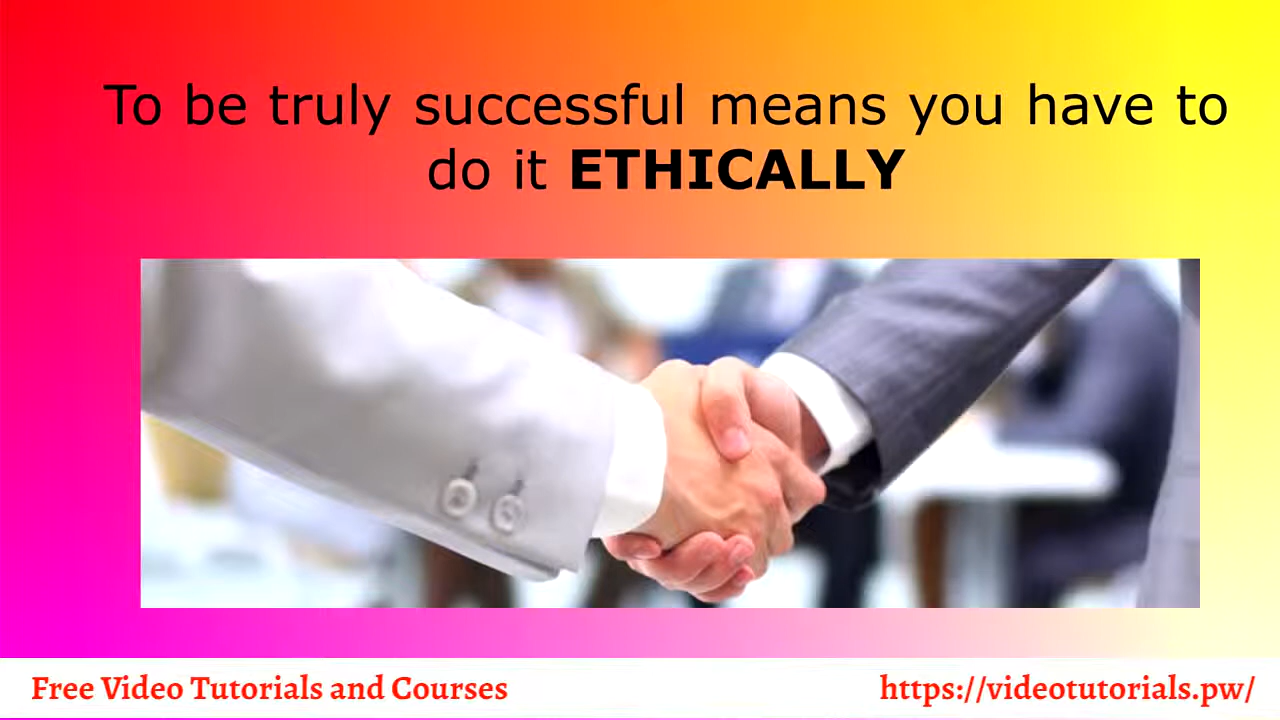 To be truly successful means you have to
do it ETHICALLY
Free Video Tutorials and Courses
https://videotutorials.pw/